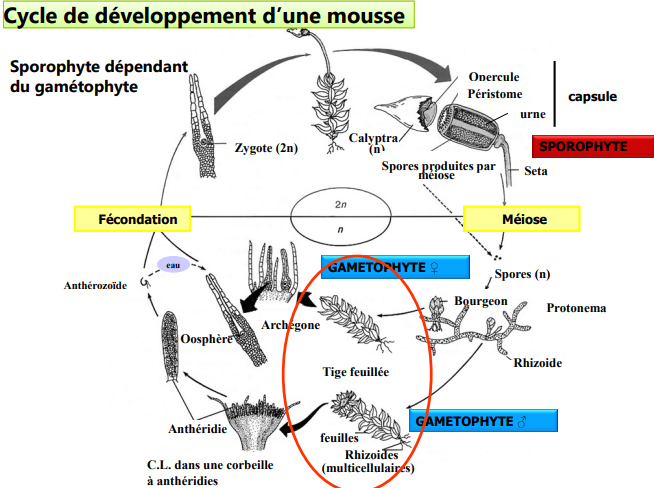 Cycle de développement d'une mousse
Sporophyte dépendant
du gamétophyte
Onercule
Péristome
urne
capsule
Zygote (2n)
Calyptra
(n)
SPOROPHYTE
Spores produites par
méiose
Seta
Fécondation
2n
n
Méiose
eau
GAMETOPHYTE ♀
Anthérozoïde
Spores (n)
Bourgeon
Protonema
Archégone
Oosphère
Rhizoide
Tige feuillée
Anthéridie
GAMETOPHYTE ♂
feuilles
Rhizoides
(multicellulaires)
C.L. dans une corbeille
à anthéridies